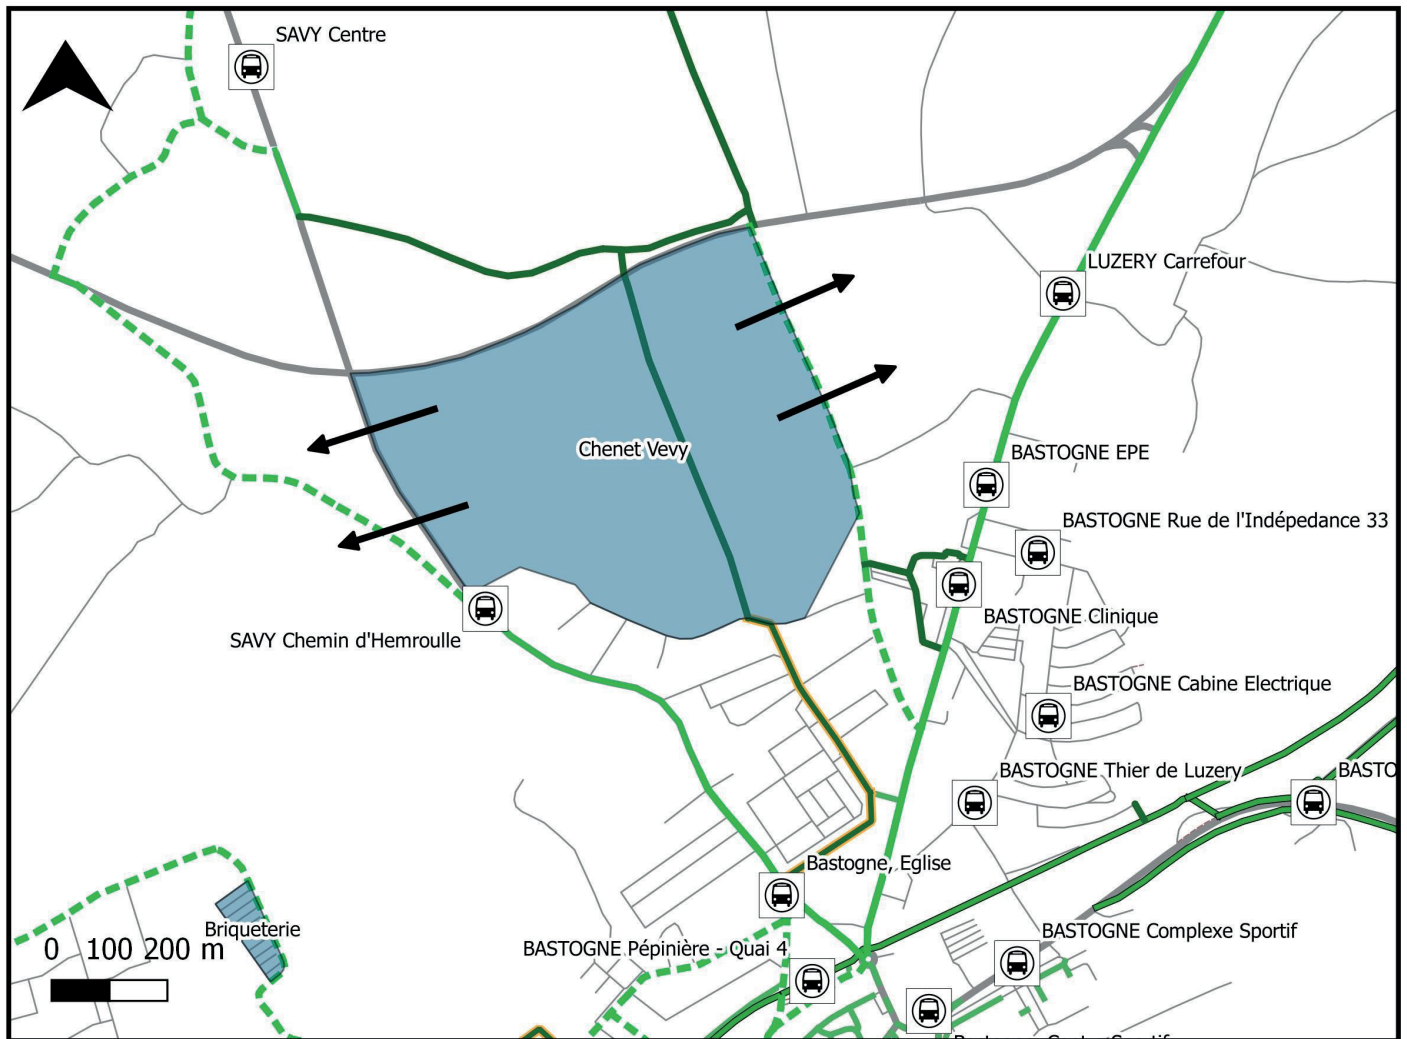 SAVY Centre
LUZERY Carrefour
Chenet Vevy
BASTOGNE EPE
BASTOGNE Rue de l'Indépedance 33
BASTOGNE Clinique
SAVY Chemin d'Hemroulle
BASTOGNE Cabine Electrique
BASTOGNE Thier de Luzery
BASTO
Bastogne, Eglise
Briqueterie
BASTOGNE Complexe Sportif
BASTOGNE Pépinière - Quai 4
0 100 200 m